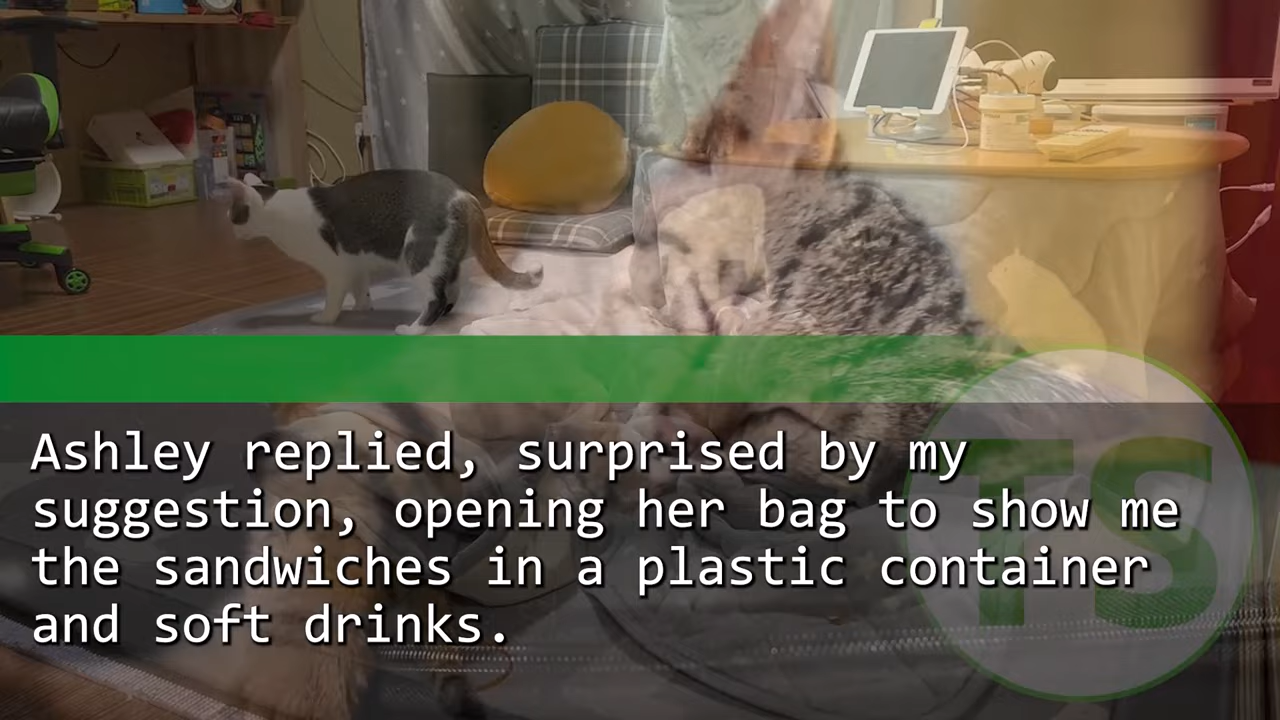 Ashley replied, surprised by my
suggestion, opening her bag to show me
the sandwiches in a plastic container
and soft drinks.
TS